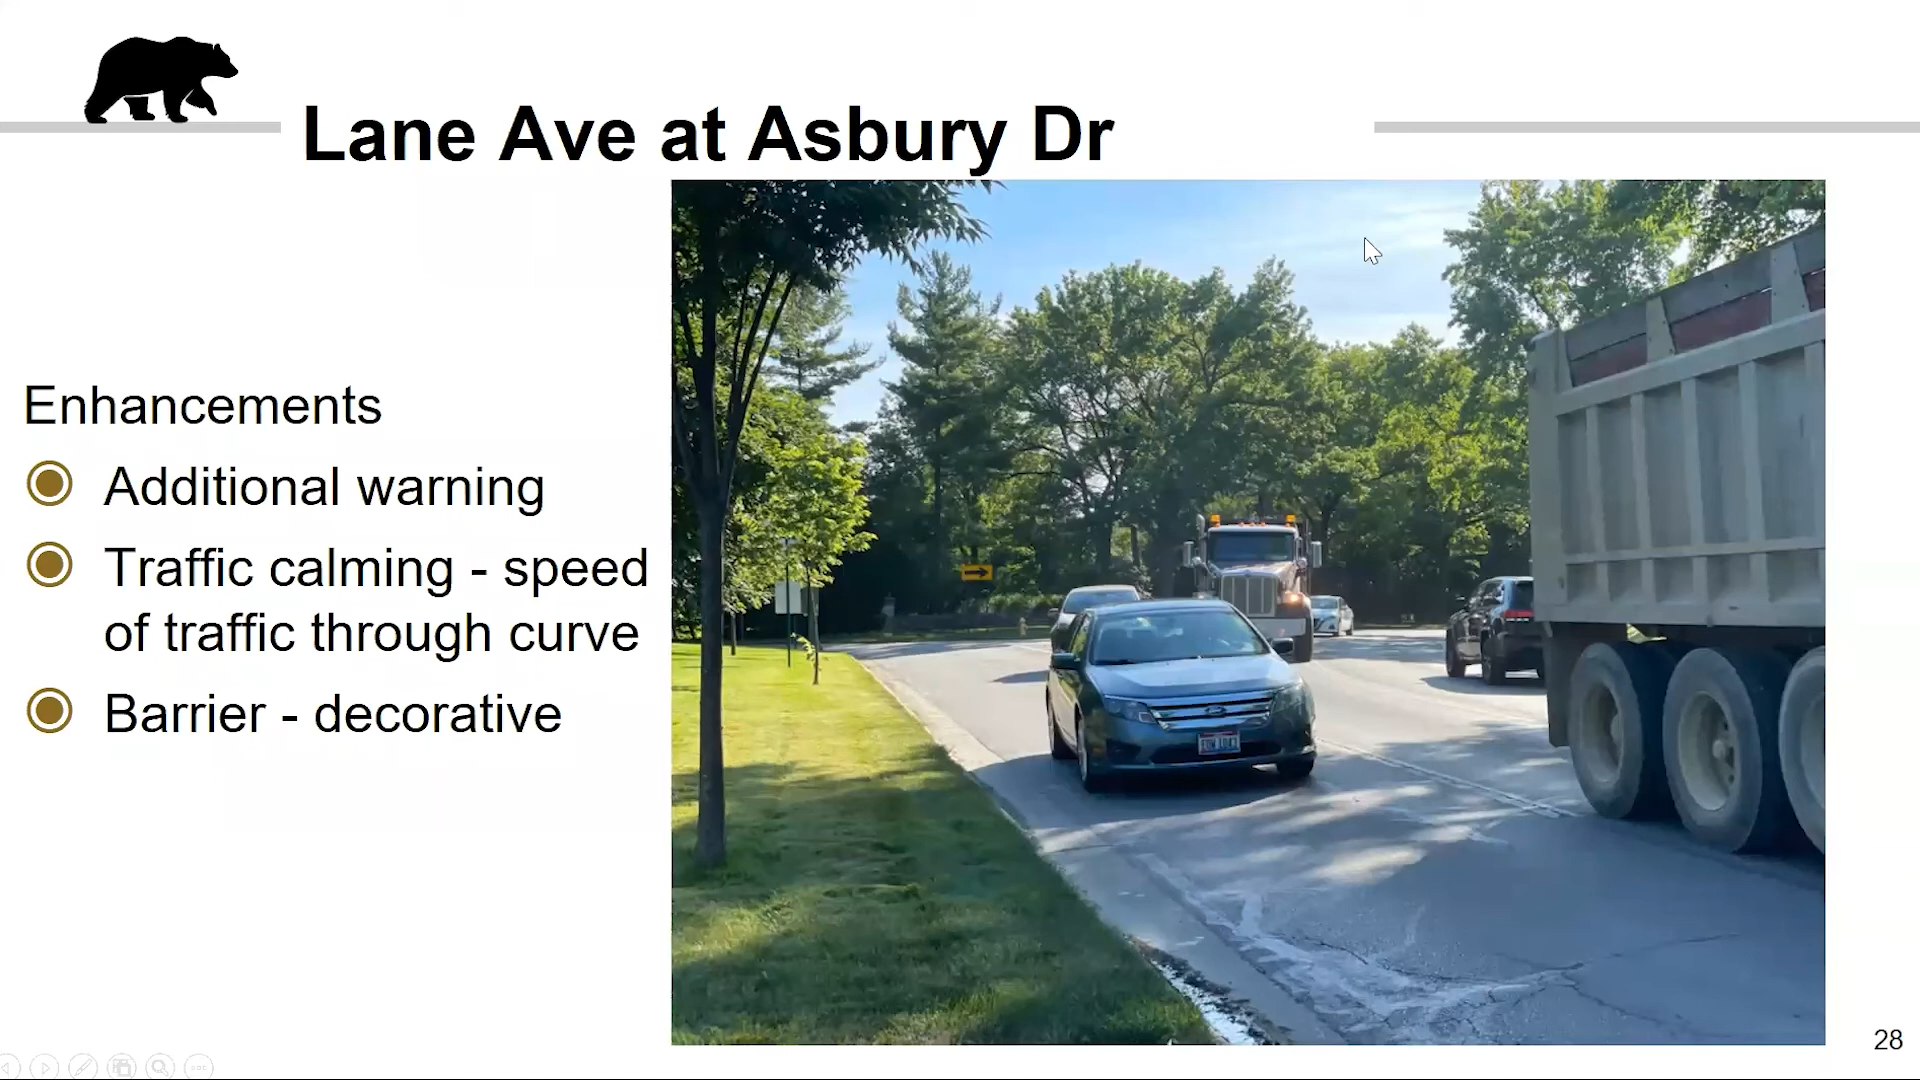 Lane Ave at Asbury Dr
Enhancements
Additional warning
Traffic calming - speed
of traffic through curve
Barrier - decorative
28